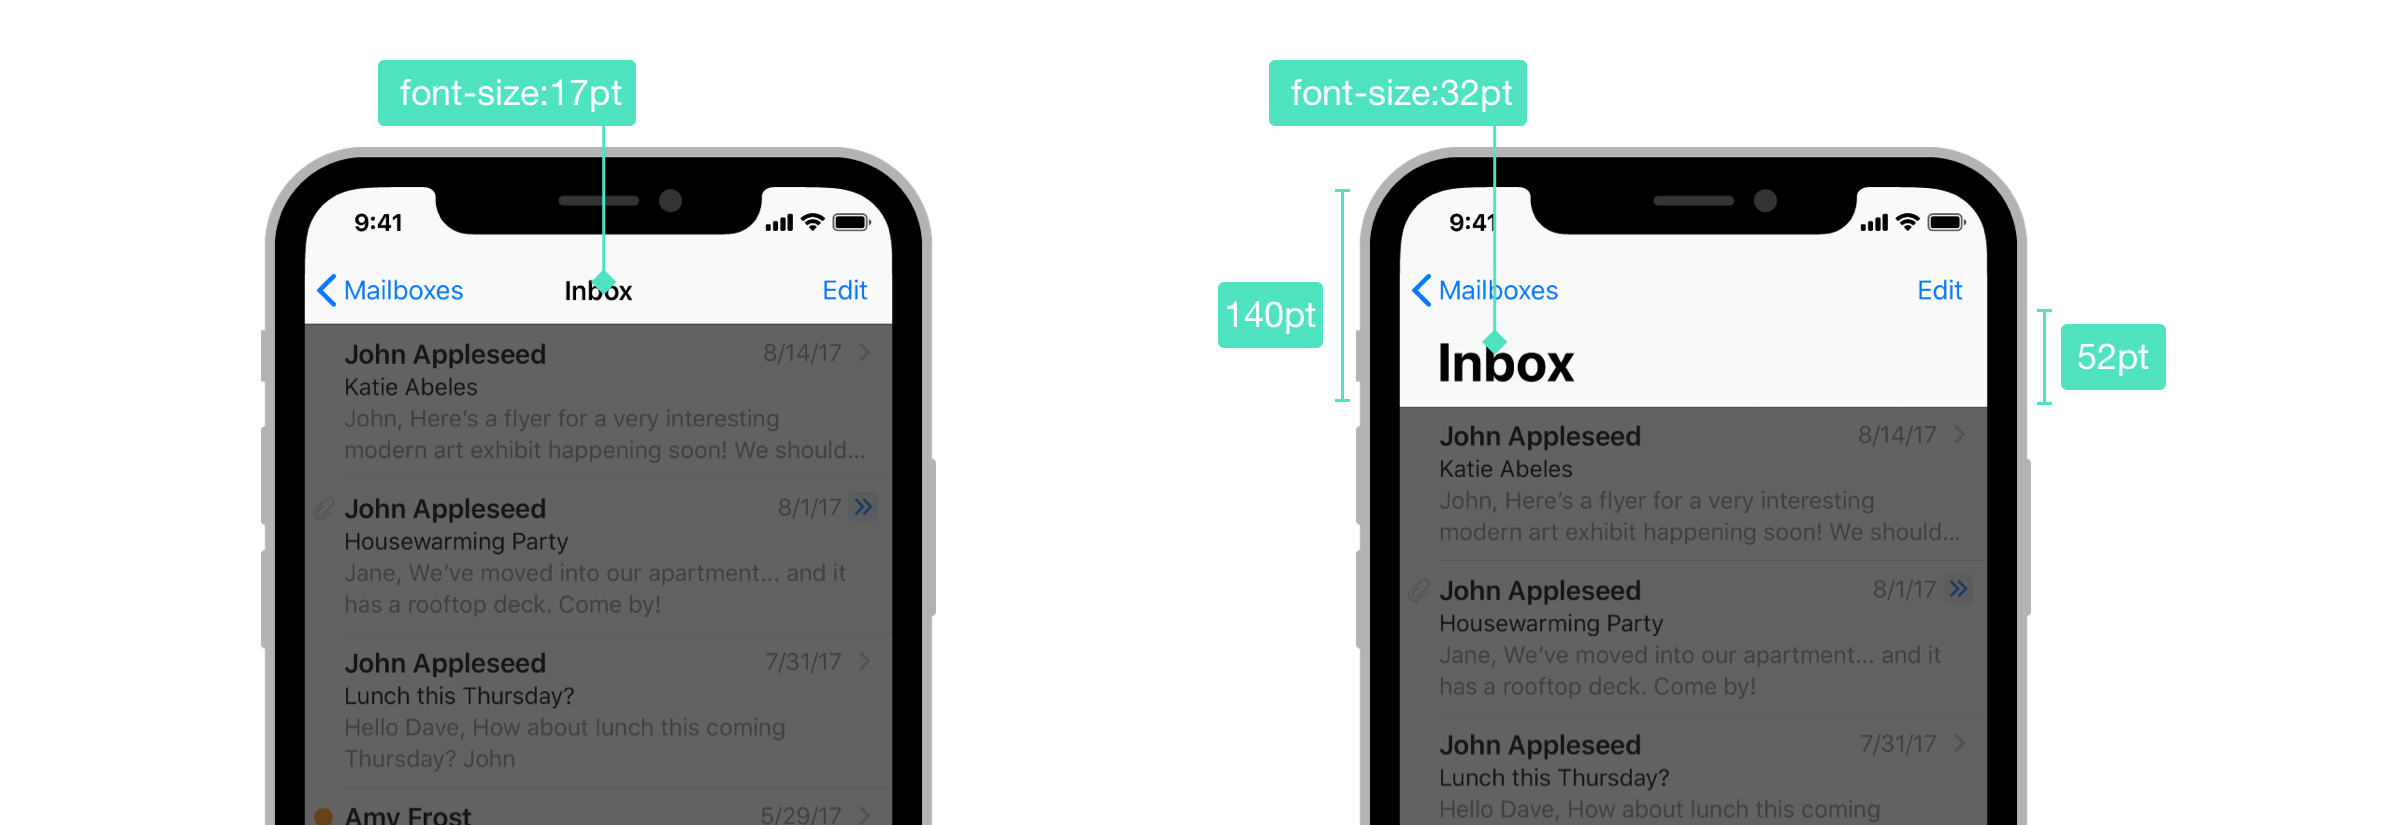 font-size:17pt
9:41
Mailboxes
Inbox
Edit
John Appleseed
8/14/17
Katie Abeles
John, Here's a flyer for a very interesting
modern art exhibit happening soon! We should...
John Appleseed
8/1/17
Housewarming Party
Jane, We've moved into our apartment... and it
has a rooftop deck. Come by!
John Appleseed
7/31/17
Lunch this Thursday?
Hello Dave, How about lunch this coming
Thursday? John
Amy Frost
5/29/17
font-size:32pt
9:41
Mailboxes
Edit
140pt
Inbox
52pt
John Appleseed
8/14/17
Katie Abeles
John, Here's a flyer for a very interesting
modern art exhibit happening soon! We should...
John Appleseed
8/1/17
Housewarming Party
Jane, We've moved into our apartment... and it
has a rooftop deck. Come by!
John Appleseed
7/31/17
Lunch this Thursday?
Hello Dave, How about lunch this coming